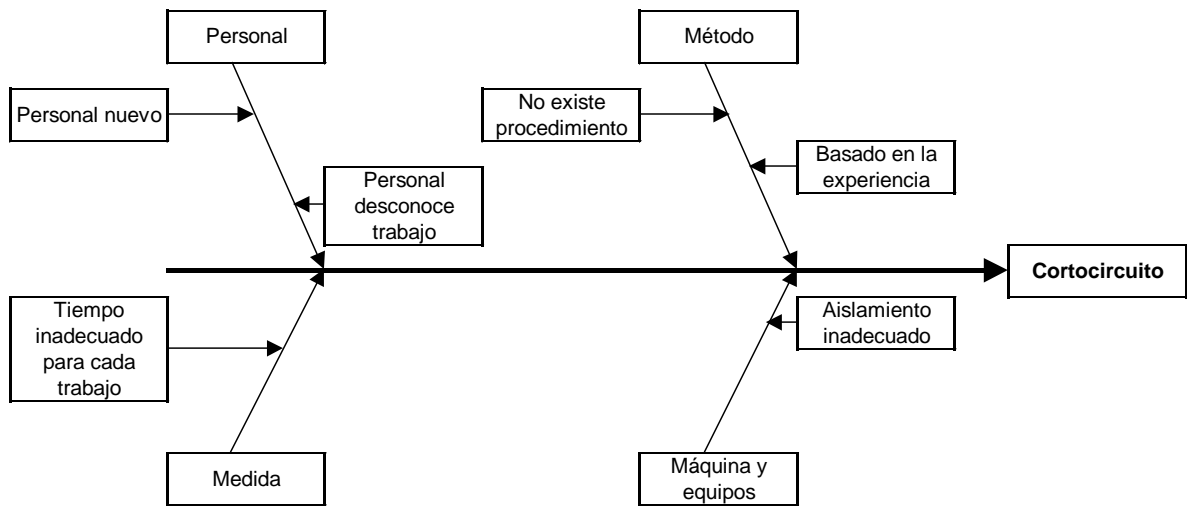 Personal
Método
Personal nuevo
No existe
procedimiento
Basado en la
experiencia
Personal
desconoce
trabajo
Cortocircuito
Tiempo
inadecuado
para cada
trabajo
Aislamiento
inadecuado
Medida
Máquina y
equipos